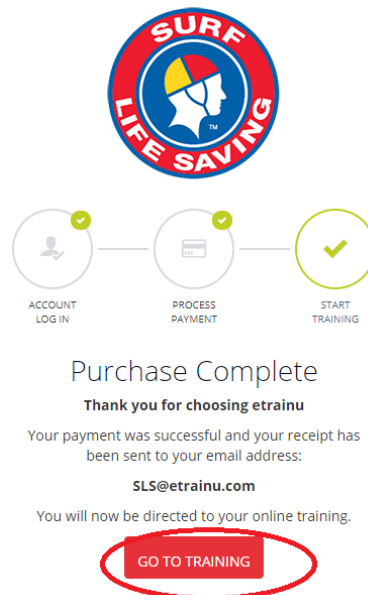 SURF
LIFE SAVING
TM
ACCOUNT
LOG IN
PROCESS
PAYMENT
START
TRAINING
Purchase Complete
Thank you for choosing etrainu
Your payment was successful and your receipt has
been sent to your email address:
SLS@etrainu.com
You will now be directed to your online training.
GO TO TRAINING